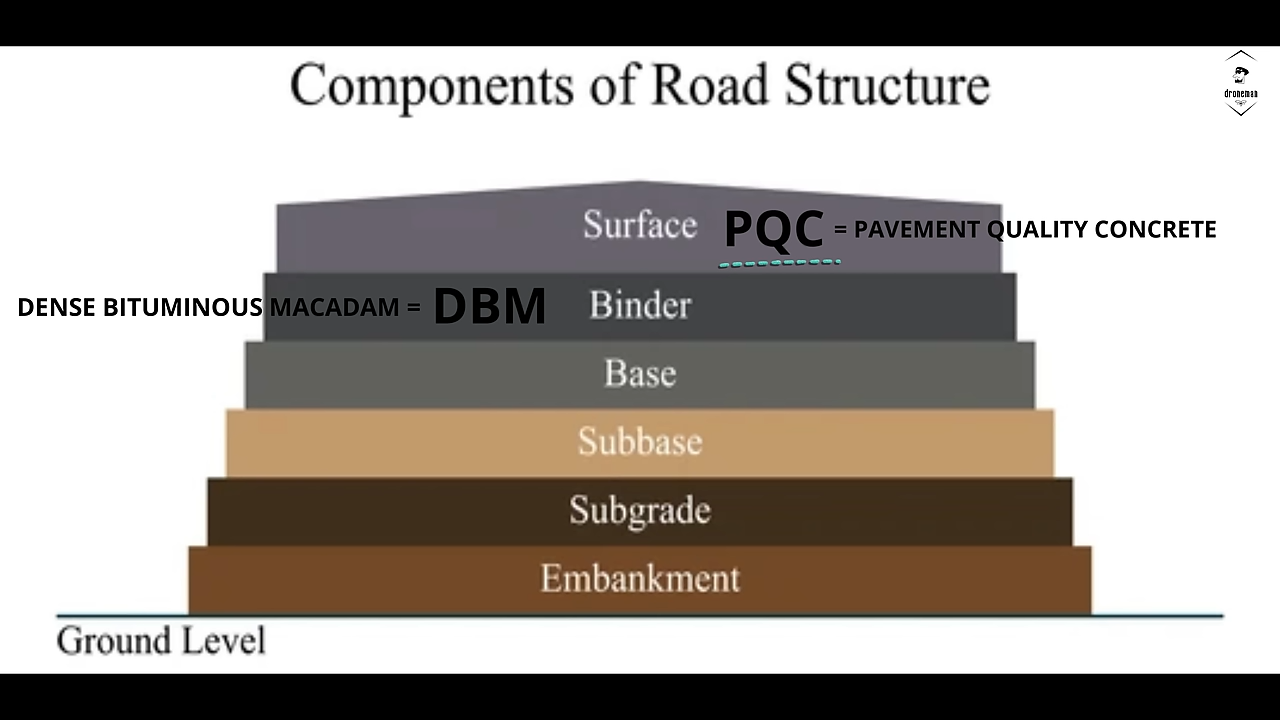 Components of Road Structure
droneman
Surface PQC = PAVEMENT QUALITY CONCRETE
DENSE BITUMINOUS MACADAM = DBM Binder
Base
Subbase
Subgrade
Embankment
Ground Level